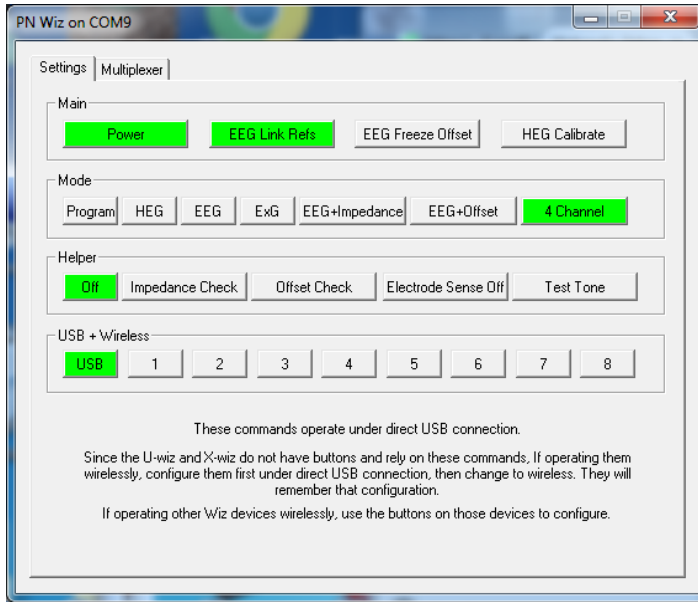 PN Wiz on COM9
Settings Multiplexer
Main
Power EEG Link Refs EEG Freeze Offset HEG Calibrate
Mode
Program HEG EEG ExG EEG+Impedance EEG+Offset 4 Channel
Helper
Off Impedance Check Offset Check Electrode Sense Off Test Tone
USB + Wireless
USB 1 2 3 4 5 6 7 8
These commands operate under direct USB connection.
Since the U-wiz and X-wiz do not have buttons and rely on these commands, If operating them
wirelessly, configure them first under direct USB connection, then change to wireless. They will
remember that configuration.
If operating other Wiz devices wirelessly, use the buttons on those devices to configure.